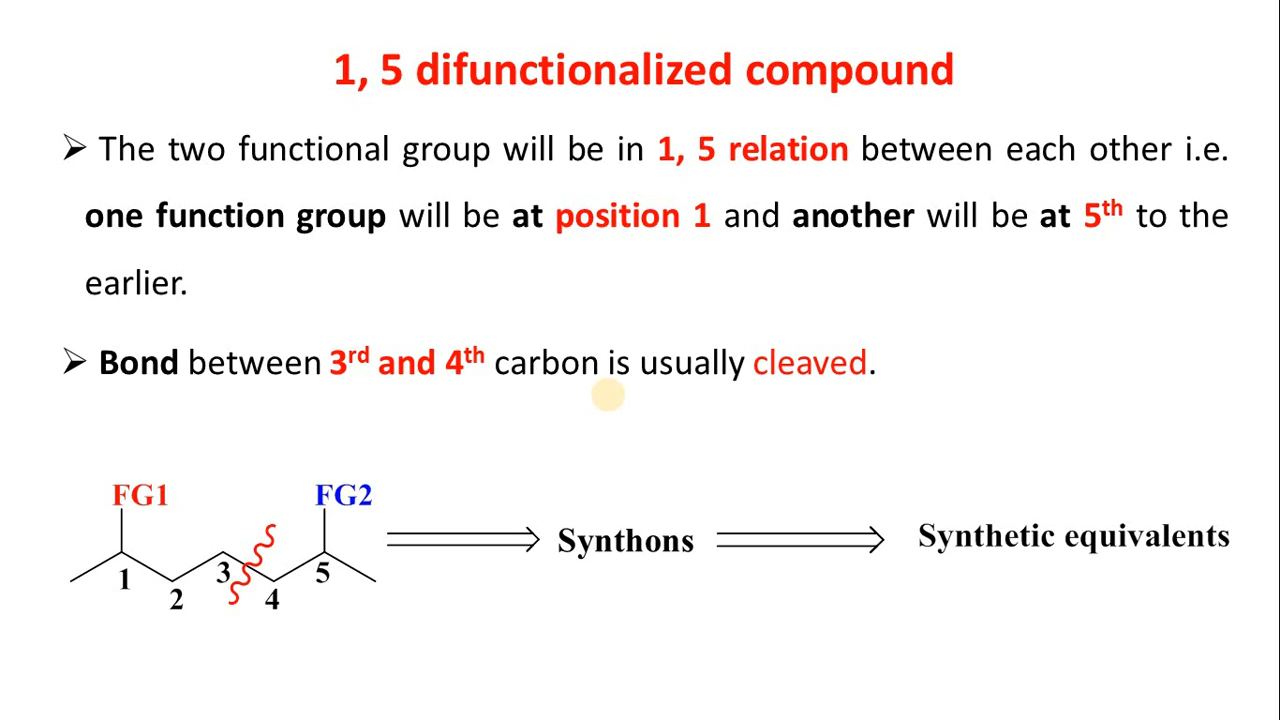 1, 5 difunctionalized compound
➢ The two functional group will be in 1, 5 relation between each other i.e.
one function group will be at position 1 and another will be at 5th to the
earlier.
➢ Bond between 3rd and 4th carbon is usually cleaved.
FG1 FG2
Synthons
Synthetic equivalents
1 2 3 4 5